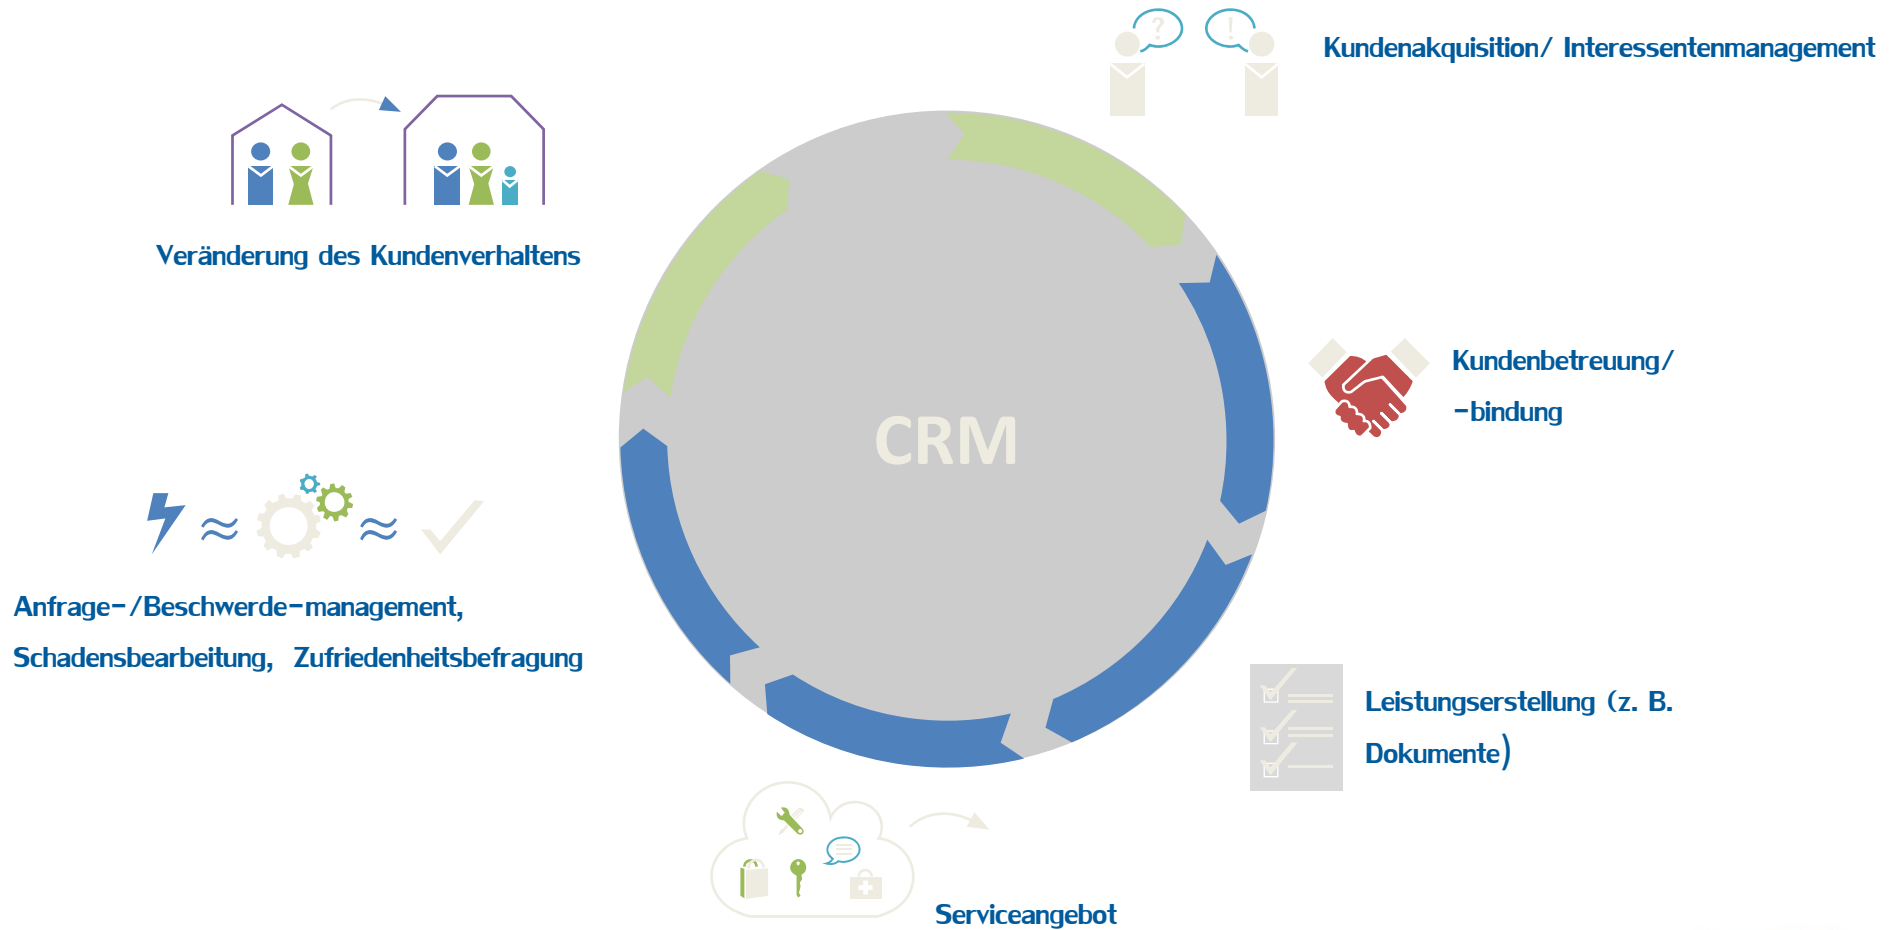 ?
!
Kundenakquisition/ Interessentenmanagement
Veränderung des Kundenverhaltens
Kundenbetreuung/
-bindung
CRM
Anfrage-/Beschwerde-management,
Schadensbearbeitung, Zufriedenheitsbefragung
Leistungserstellung (z. B.
Dokumente)
Serviceangebot